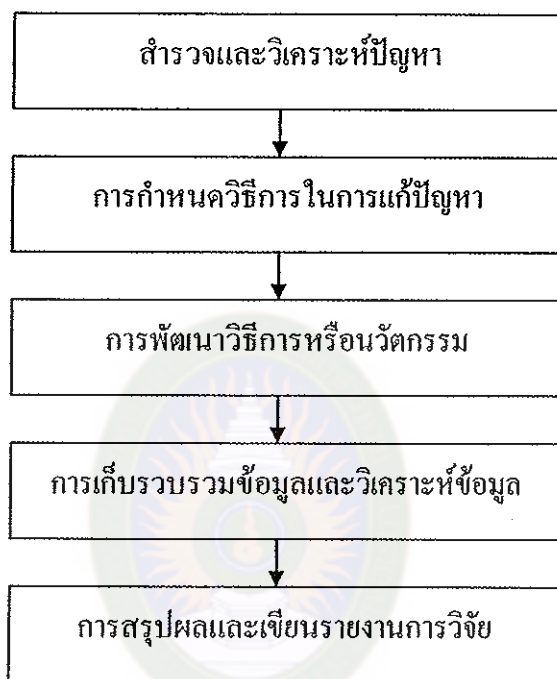 สำรวจและวิเคราะห์ปัญหา
การกำหนดวิธีการในการแก้ปัญหา
การพัฒนาวิธีการหรือนวัตกรรม
การเก็บรวบรวมข้อมูลและวิเคราะห์ข้อมูล
การสรุปผลและเขียนรายงานการวิจัย